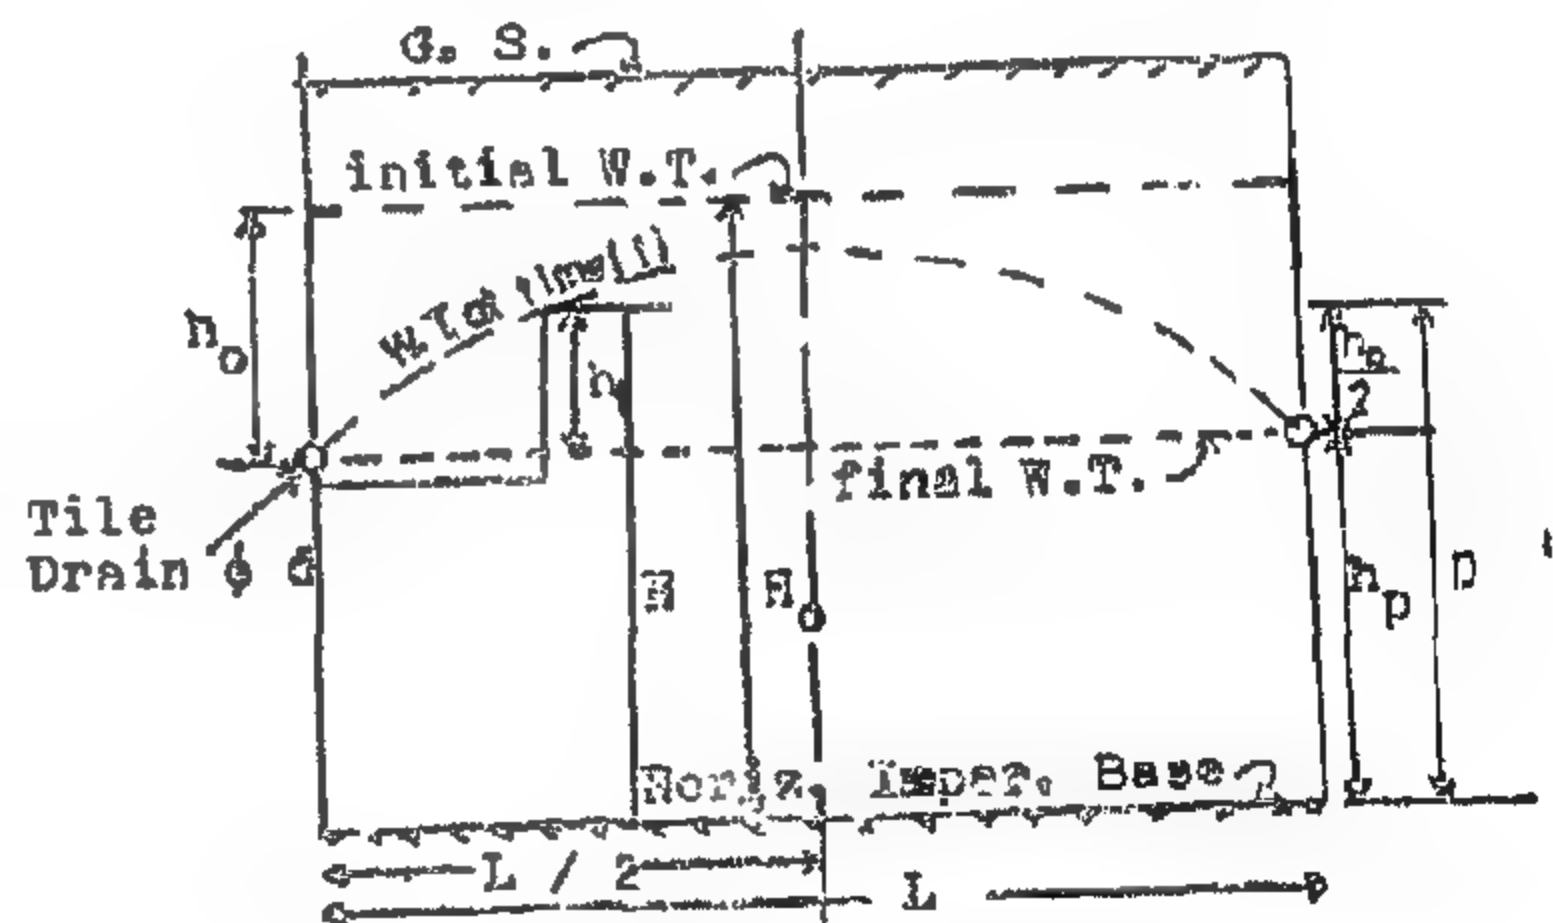 G. S.
initial W.T.
W.T at time(t)
h₀
h
h₀
2
final W.T.
Tile
Drain ϕ d
H
H₀
hₚ
D
Horiz. Imper. Base
L / 2
L